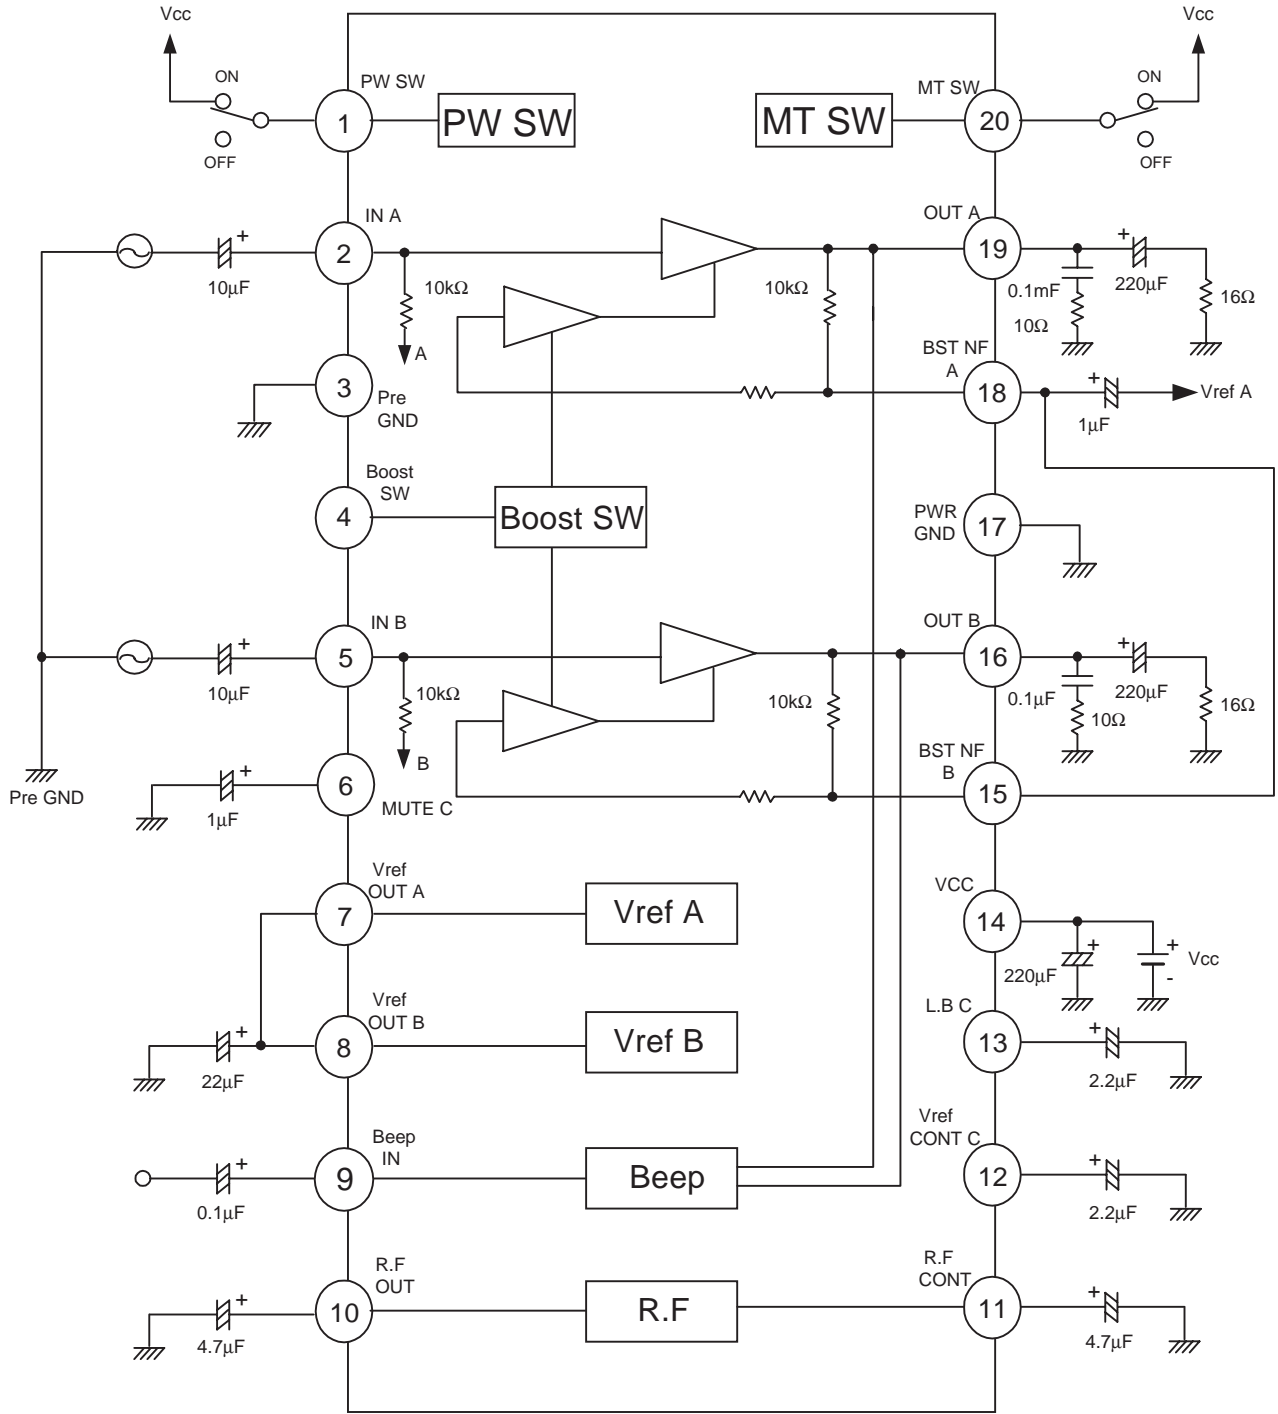 Vcc
Vcc
ON
PW SW
MT SW
ON
1
PW SW
MT SW
20
OFF
OFF
IN A
OUT A
2
19
+
+
10μF
10kΩ
10kΩ
0.1mF
220μF
16Ω
10Ω
A
BST NF
A
3
Pre
GND
18
+
1μF
Vref A
Boost
SW
4
Boost SW
PWR
GND
17
IN B
OUT B
5
16
+
+
10μF
10kΩ
10kΩ
0.1μF
220μF
16Ω
10Ω
B
BST NF
B
Pre GND
+
1μF
6
MUTE C
15
Vref
OUT A
VCC
7
Vref A
14
+
220μF
+
-
Vcc
Vref
OUT B
L.B C
+
22μF
8
Vref B
13
+
2.2μF
Beep
IN
Vref
CONT C
+
0.1μF
9
Beep
12
+
2.2μF
R.F
OUT
R.F
CONT
+
4.7μF
10
R.F
11
+
4.7μF